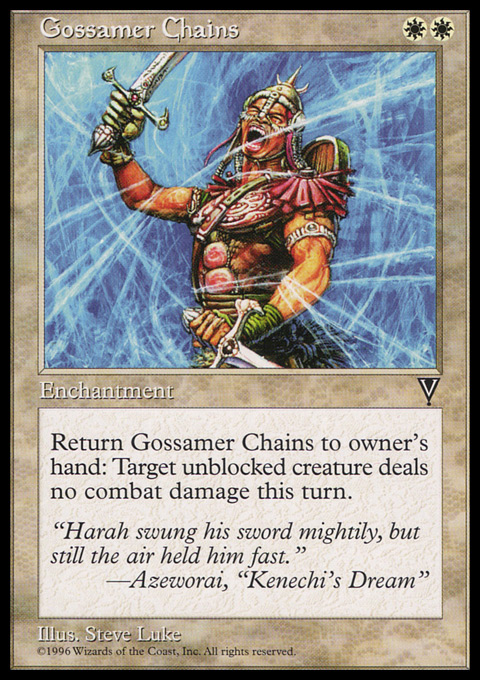 Gossamer Chains
Enchantment
Return Gossamer Chains to owner's
hand: Target unblocked creature deals
no combat damage this turn.
"Harah swung his sword mightily, but
still the air held him fast."
—Azeworai, "Kenechi's Dream"
Illus. Steve Luke
©1996 Wizards of the Coast, Inc. All rights reserved.